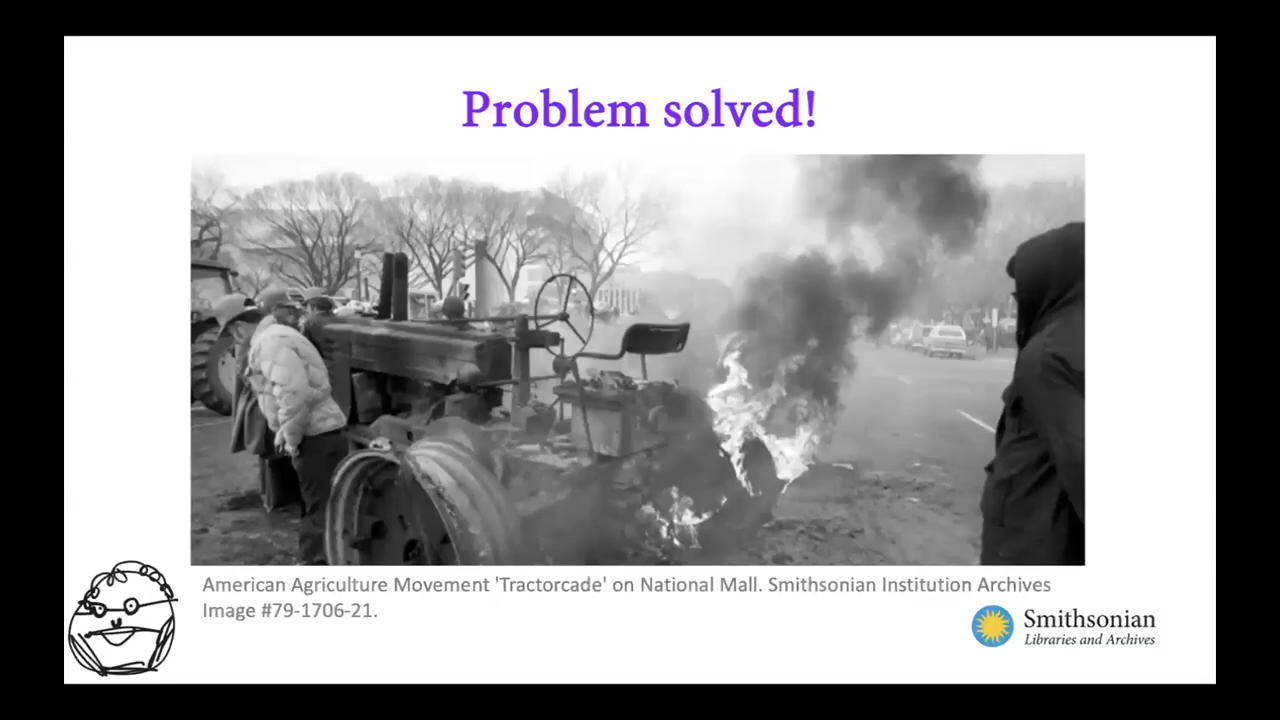 Problem solved!
American Agriculture Movement 'Tractorcade' on National Mall. Smithsonian Institution Archives
Image #79-1706-21.
Smithsonian
Libraries and Archives